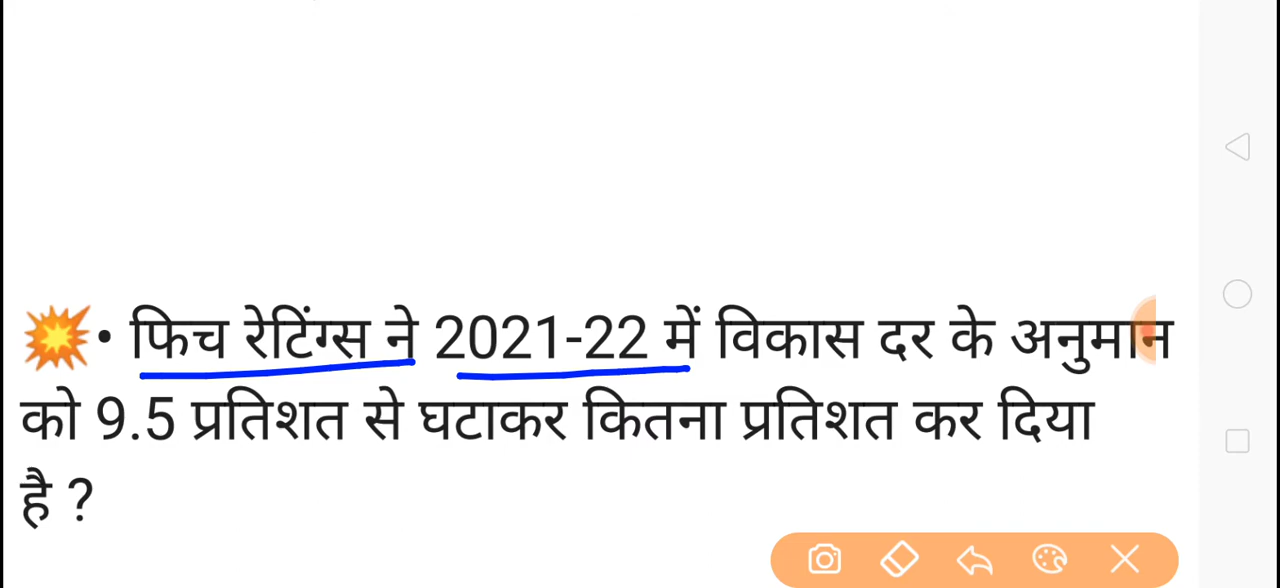 💥• फिच रेटिंग्स ने 2021-22 में विकास दर के अनुमान
को 9.5 प्रतिशत से घटाकर कितना प्रतिशत कर दिया
है ?